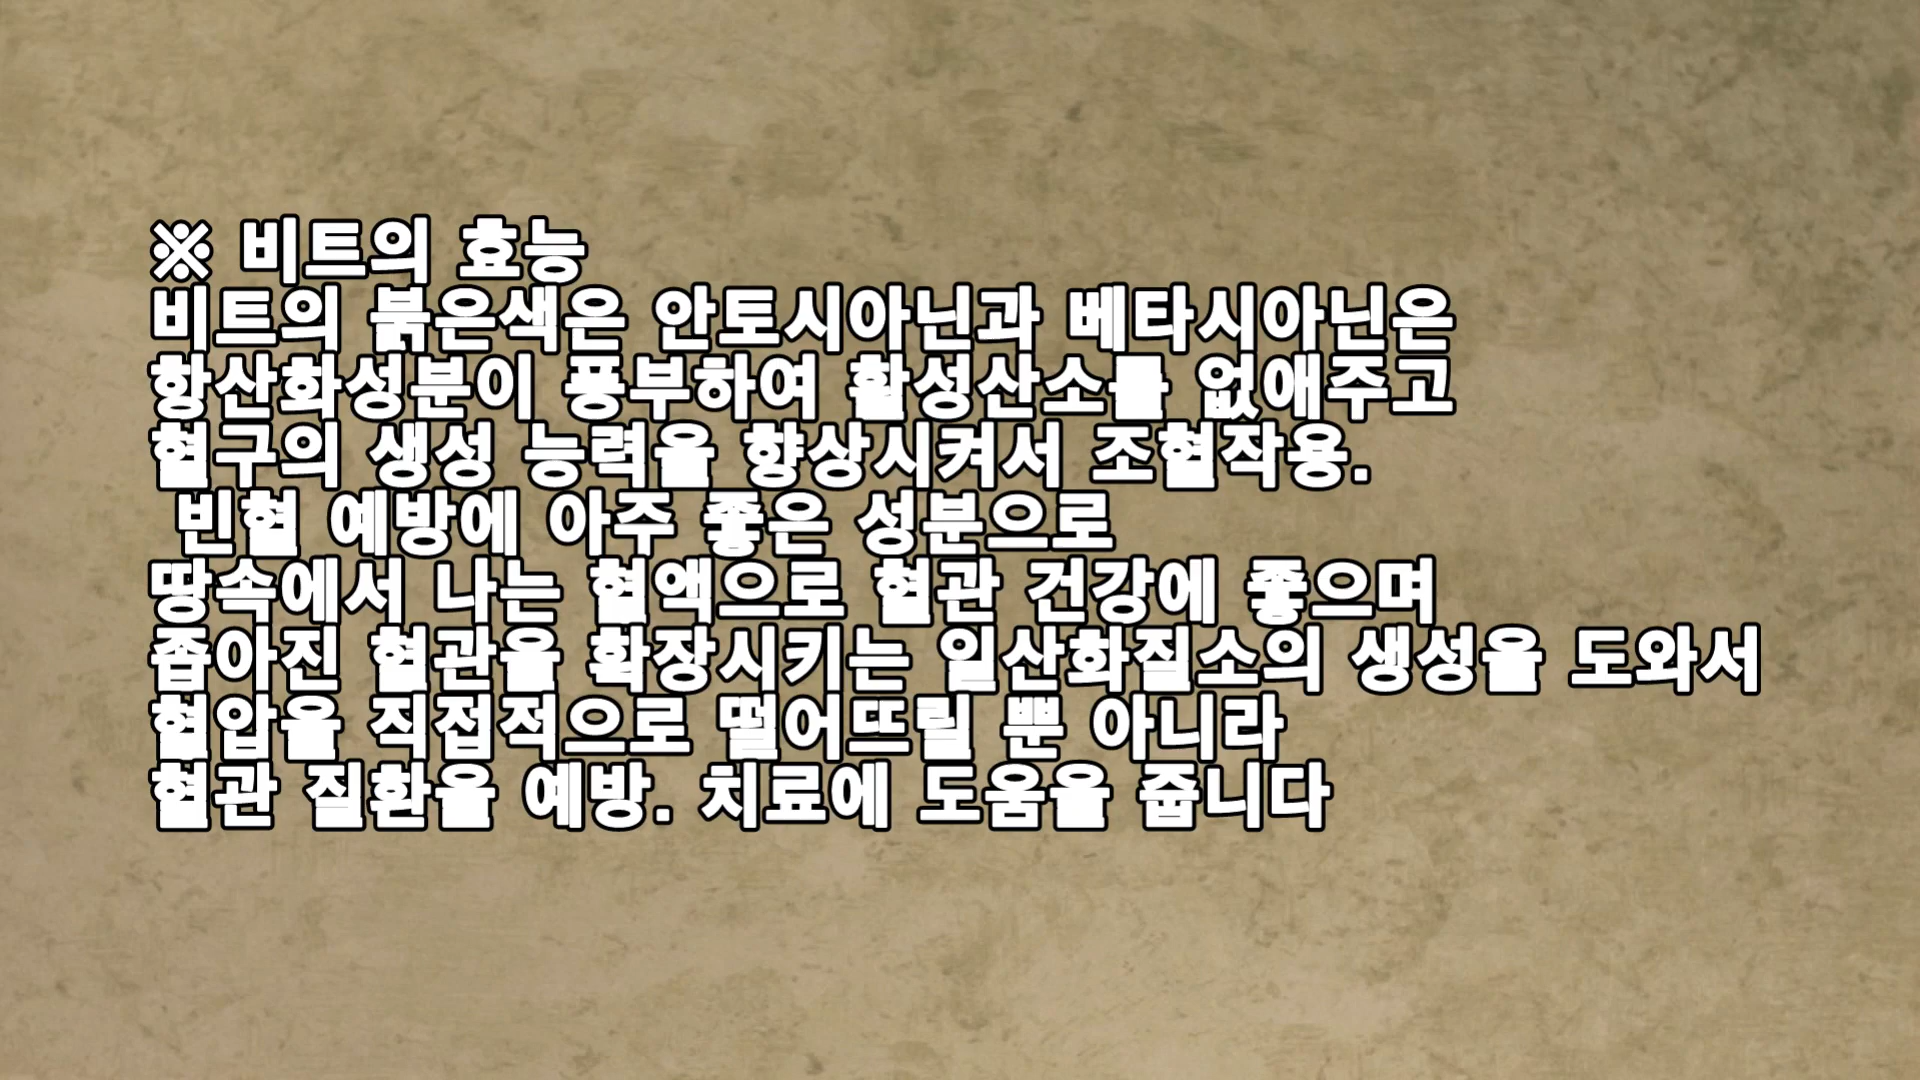 ※ 비트의 효능
비트의 붉은색은 안토시아닌과 베타시아닌은
항산화성분이 풍부하여 활성산소를 없애주고
혈구의 생성 능력을 향상시켜서 조혈작용.
빈혈 예방에 아주 좋은 성분으로
땅속에서 나는 혈액으로 혈관 건강에 좋으며
좁아진 혈관을 확장시키는 일산화질소의 생성을 도와서
혈압을 직접적으로 떨어뜨릴 뿐 아니라
혈관 질환을 예방. 치료에 도움을 줍니다